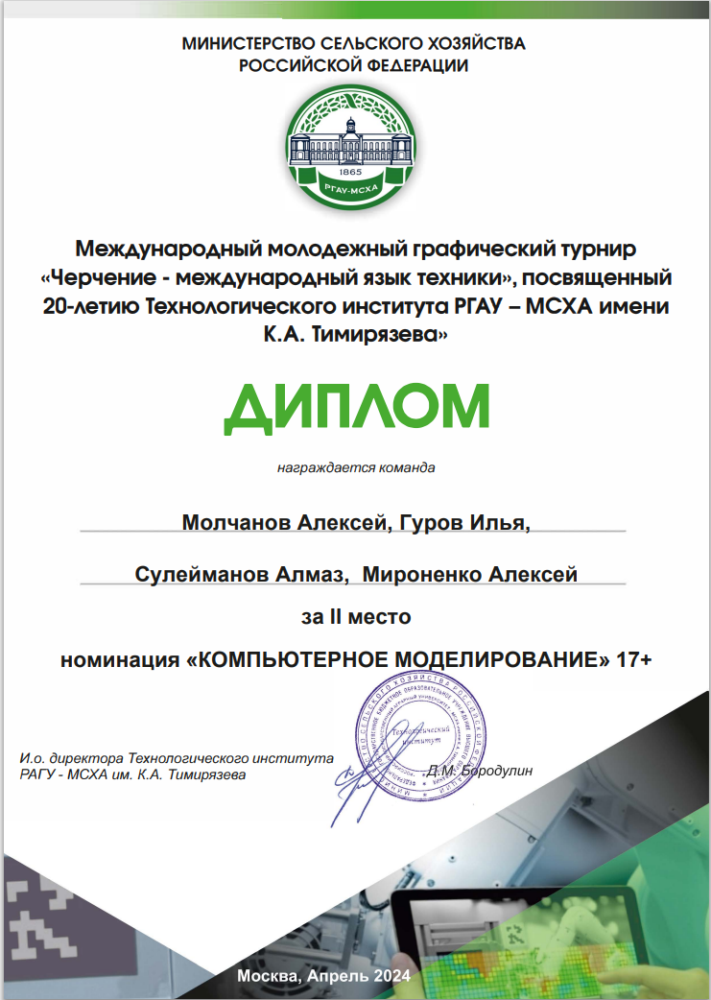 МИНИСТЕРСТВО СЕЛЬСКОГО ХОЗЯЙСТВА
РОССИЙСКОЙ ФЕДЕРАЦИИ
1865
РГАУ-МСХА
Международный молодежный графический турнир
«Черчение - международный язык техники», посвященный
20-летию Технологического института РГАУ – МСХА имени
К.А. Тимирязева»
ДИПЛОМ
награждается команда
Молчанов Алексей, Гуров Илья,
Сулейманов Алмаз, Мироненко Алексей
за II место
номинация «КОМПЬЮТЕРНОЕ МОДЕЛИРОВАНИЕ» 17+
Технологический
институт
И.о. директора Технологического института
РАГУ - МСХА им. К.А. Тимирязева
Д.М. Бородулин
Москва, Апрель 2024